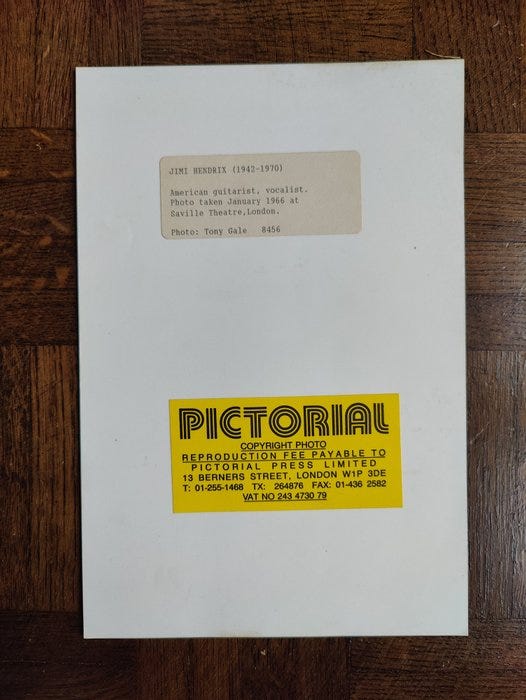 JIMI HENDRIX (1942-1970)
American guitarist, vocalist.
Photo taken January 1966 at
Saville Theatre,London.
Photo: Tony Gale 8456
PICTORIAL
COPYRIGHT PHOTO
REPRODUCTION FEE PAYABLE TO
PICTORIAL PRESS LIMITED
13 BERNERS STREET, LONDON W1P 3DE
T: 01-255-1468 TX: 264876 FAX: 01-436 2582
VAT NO 243 4730 79